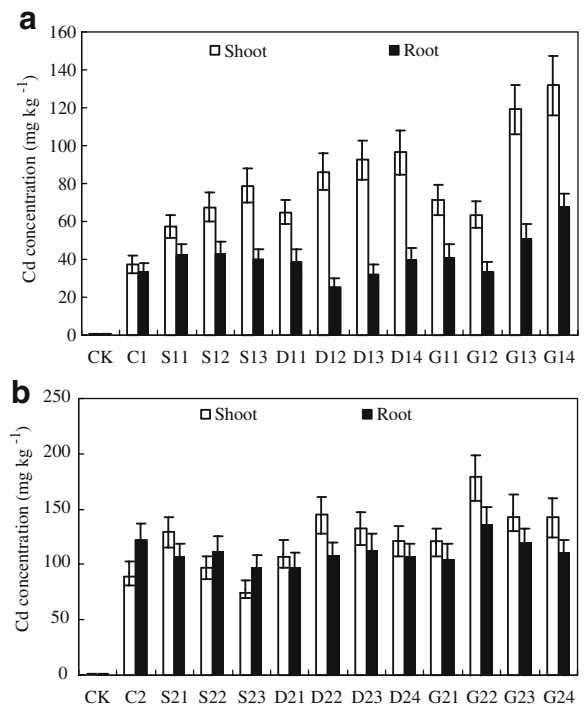 a
Shoot Root
Cd concentration (mg kg⁻¹)
160
140
120
100
80
60
40
20
0
CK C1 S11 S12 S13 D11 D12 D13 D14 G11 G12 G13 G14
b
Shoot Root
Cd concentration (mg kg⁻¹)
250
200
150
100
50
0
CK C2 S21 S22 S23 D21 D22 D23 D24 G21 G22 G23 G24